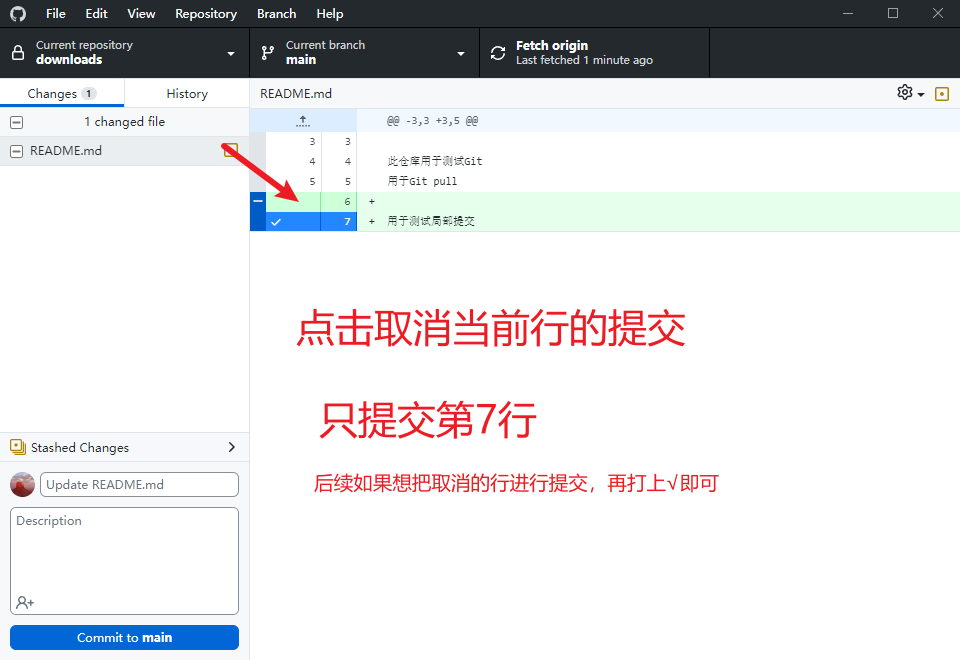 File Edit View Repository Branch Help
Current repository
downloads
Current branch
main
Fetch origin
Last fetched 1 minute ago
Changes 1 History
README.md
1 changed file
README.md
@@ -3,3 +3,5 @@
3 3
4 4 此仓库用于测试Git
5 5 用于Git pull
6 +
7 + 用于测试局部提交
点击取消当前行的提交
只提交第7行
后续如果想把取消的行进行提交，再打上√即可
Stashed Changes
Update README.md
Description
Commit to main